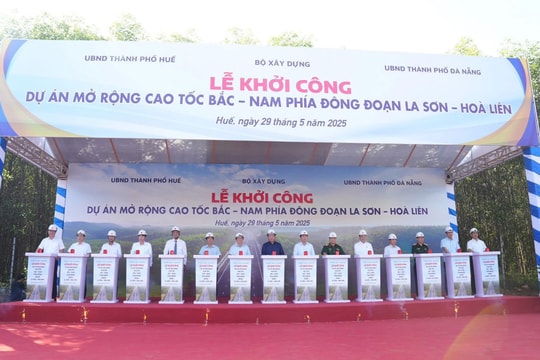 UBND THÀNH PHỐ HUẾ
BỘ XÂY DỰNG
UBND THÀNH PHỐ ĐÀ NẴNG
LỄ KHỞI CÔNG
DỰ ÁN MỞ RỘNG CAO TỐC BẮC – NAM PHÍA ĐÔNG ĐOẠN LA SƠN – HOÀ LIÊN
Huế, ngày 29 tháng 5 năm 2025
UBND THÀNH PHỐ HUẾ
BỘ XÂY DỰNG
UBND THÀNH PHỐ ĐÀ NẴNG
LỄ KHỞI CÔNG
DỰ ÁN MỞ RỘNG CAO TỐC BẮC – NAM PHÍA ĐÔNG ĐOẠN LA SƠN – HOÀ LIÊN
Huế, ngày 29 tháng 5 năm 2025